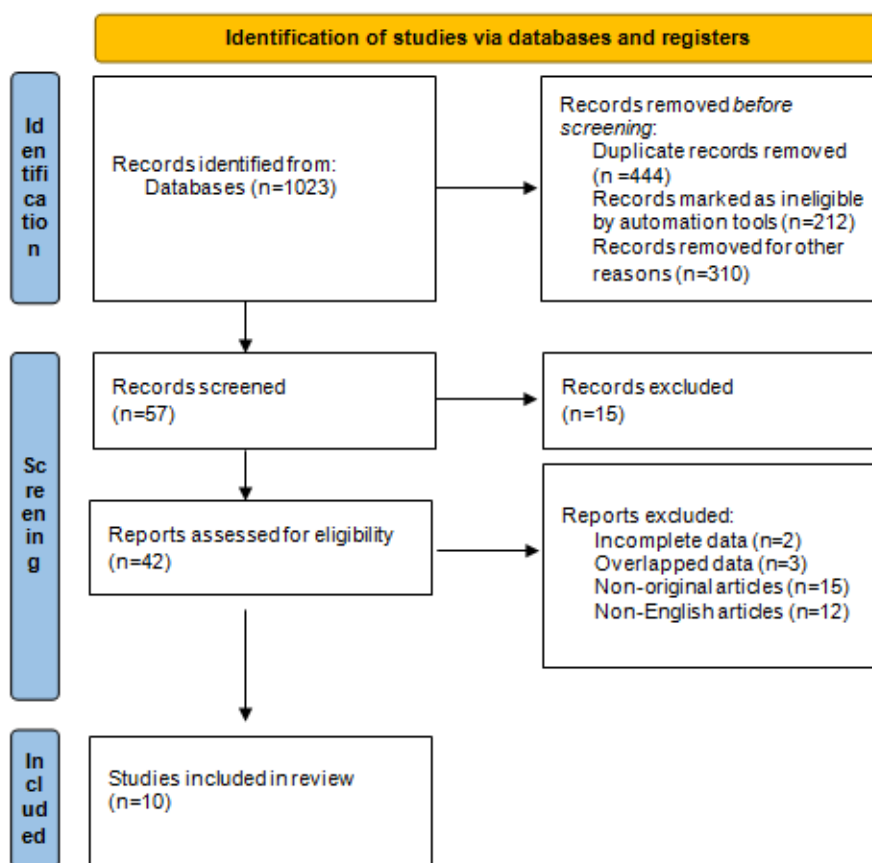 Identification of studies via databases and registers
Id
en
tifi
ca
tio
n
Records identified from:
Databases (n=1023)
Records removed before
screening:
Duplicate records removed
(n =444)
Records marked as ineligible
by automation tools (n=212)
Records removed for other
reasons (n=310)
Sc
re
en
in
g
Records screened
(n=57)
Records excluded
(n=15)
Reports assessed for eligibility
(n=42)
Reports excluded:
Incomplete data (n=2)
Overlapped data (n=3)
Non-original articles (n=15)
Non-English articles (n=12)
In
cl
ud
ed
Studies included in review
(n=10)